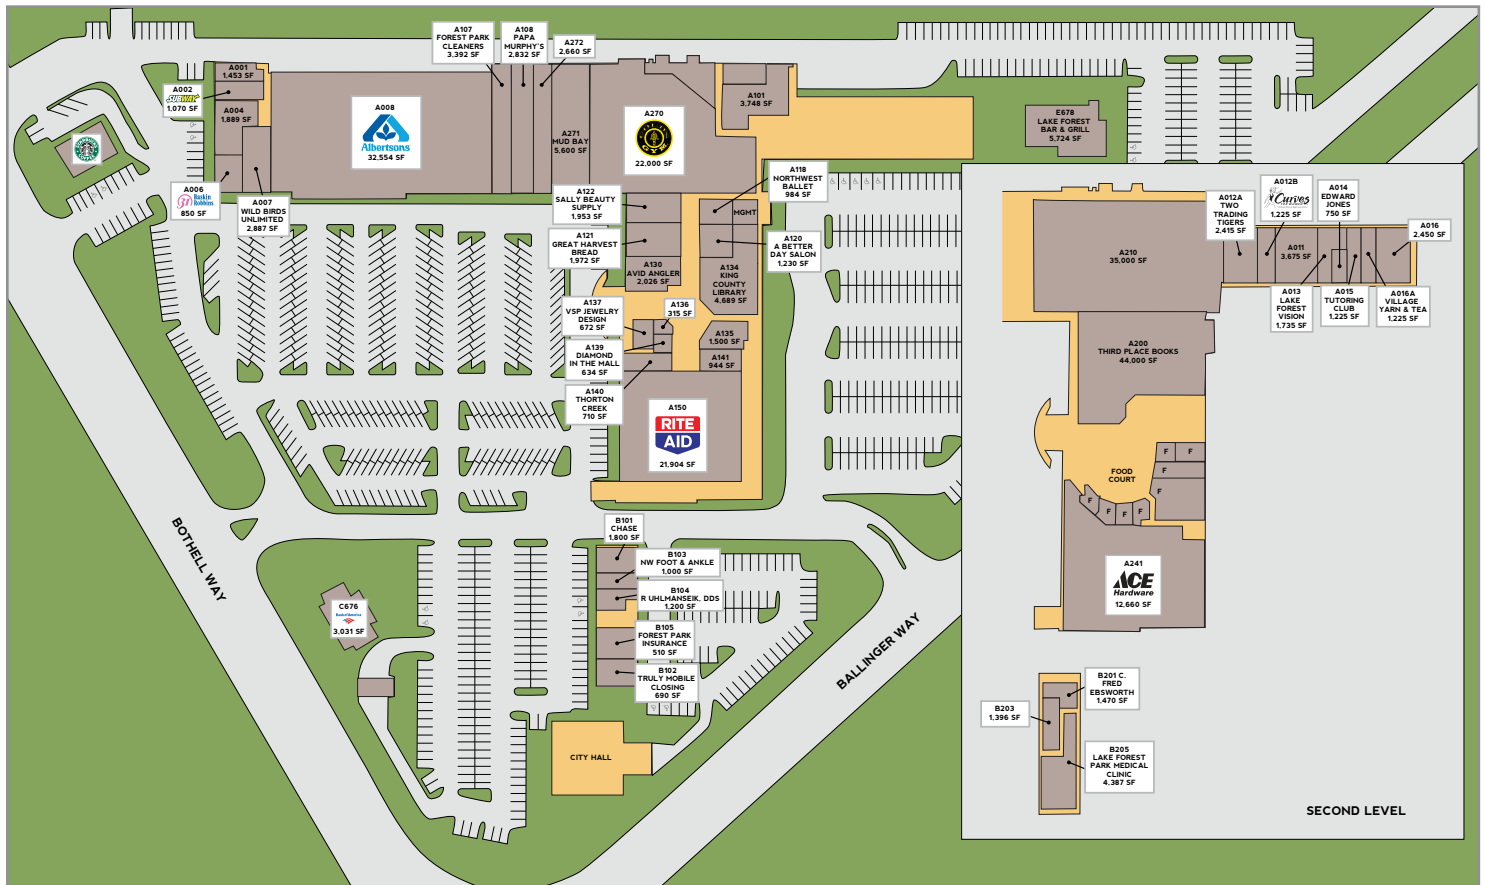 A107
FOREST PARK
CLEANERS
3,392 SF
A108
PAPA
MURPHY'S
2,832 SF
A272
2,660 SF
A001
1,453 SF
A002
SUBWAY
1,070 SF
A004
1,889 SF
A008
Albertsons
32,554 SF
A271
MUD BAY
5,600 SF
A270
GYM
22,000 SF
A101
3,748 SF
E678
LAKE FOREST
BAR & GRILL
5,724 SF
A006
31
Baskin
Robbins
850 SF
A007
WILD BIRDS
UNLIMITED
2,887 SF
A122
SALLY BEAUTY
SUPPLY
1,953 SF
A118
NORTHWEST
BALLET
984 SF
MGMT
A121
GREAT HARVEST
BREAD
1,972 SF
A120
A BETTER
DAY SALON
1,230 SF
A130
AVID ANGLER
2,026 SF
A134
KING
COUNTY
LIBRARY
4,689 SF
A137
VSP JEWELRY
DESIGN
672 SF
A136
315 SF
A135
1,500 SF
A139
DIAMOND
IN THE MALL
634 SF
A141
944 SF
A140
THORTON
CREEK
710 SF
A150
RITE
AID
21,904 SF
A012A
TWO
TRADING
TIGERS
2,415 SF
A012B
Curves
1,225 SF
A014
EDWARD
JONES
750 SF
A016
2,450 SF
A210
35,000 SF
A011
3,675 SF
A013
LAKE
FOREST
VISION
1,735 SF
A015
TUTORING
CLUB
1,225 SF
A016A
VILLAGE
YARN & TEA
1,225 SF
A200
THIRD PLACE BOOKS
44,000 SF
FOOD
COURT
F
F
F
F
F
F
F
F
A241
ACE
Hardware
12,660 SF
B101
CHASE
1,800 SF
B103
NW FOOT & ANKLE
1,000 SF
B104
R UHLMANSEIK, DDS
1,200 SF
B105
FOREST PARK
INSURANCE
510 SF
B102
TRULY MOBILE
CLOSING
690 SF
C676
Bank of America
3,031 SF
CITY HALL
BOTHELL WAY
BALLINGER WAY
B201 C.
FRED
EBSWORTH
1,470 SF
B203
1,396 SF
B205
LAKE FOREST
PARK MEDICAL
CLINIC
4,387 SF
SECOND LEVEL